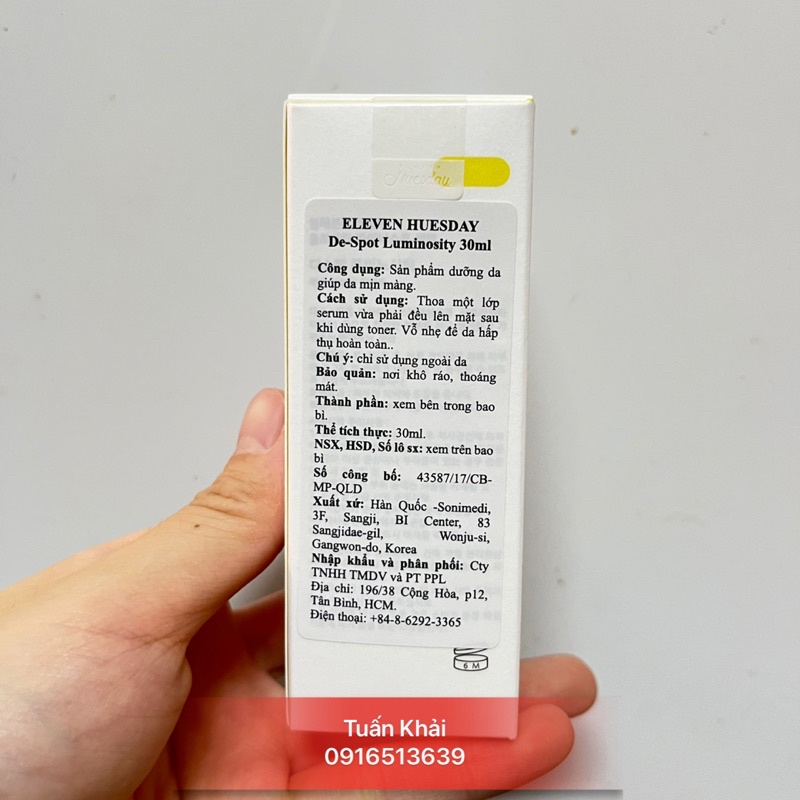 Huesday
ELEVEN HUESDAY
De-Spot Luminosity 30ml
Công dụng: Sản phẩm dưỡng da
giúp da mịn màng.
Cách sử dụng: Thoa một lớp
serum vừa phải đều lên mặt sau
khi dùng toner. Vỗ nhẹ để da hấp
thụ hoàn toàn..
Chú ý: chỉ sử dụng ngoài da
Bảo quản: nơi khô ráo, thoáng
mát.
Thành phần: xem bên trong bao
bì.
Thể tích thực: 30ml.
NSX, HSD, Số lô sx: xem trên bao
bì
Số công bố: 43587/17/CB-
MP-QLD
Xuất xứ: Hàn Quốc -Sonimedi,
3F, Sangji, BI Center, 83
Sangjidae-gil, Wonju-si,
Gangwon-do, Korea
Nhập khẩu và phân phối: Cty
TNHH TMDV và PT PPL
Địa chỉ: 196/38 Cộng Hòa, p12,
Tân Bình, HCM.
Điện thoại: +84-8-6292-3365
6 M
Tuấn Khải
0916513639